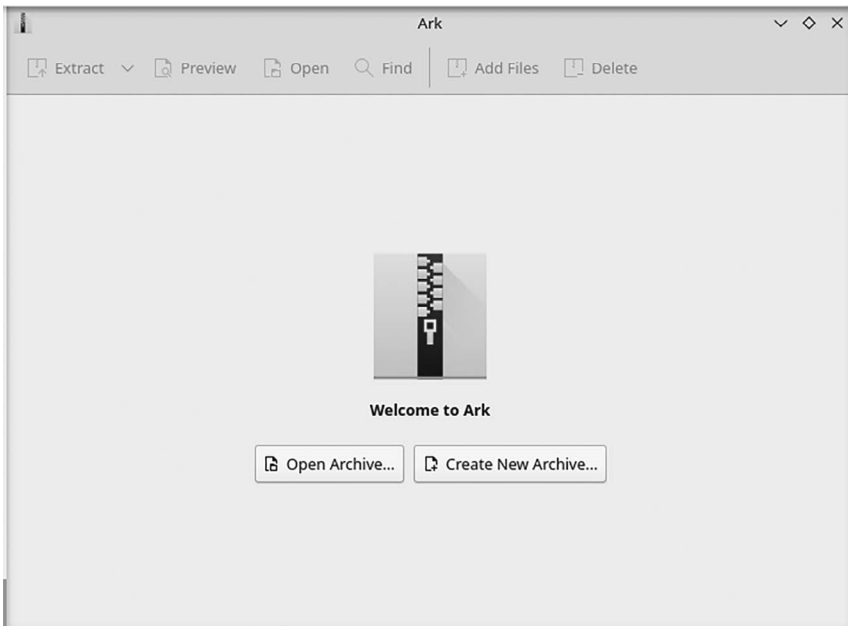 Ark
Extract Preview Open Find Add Files Delete
Welcome to Ark
Open Archive... Create New Archive...